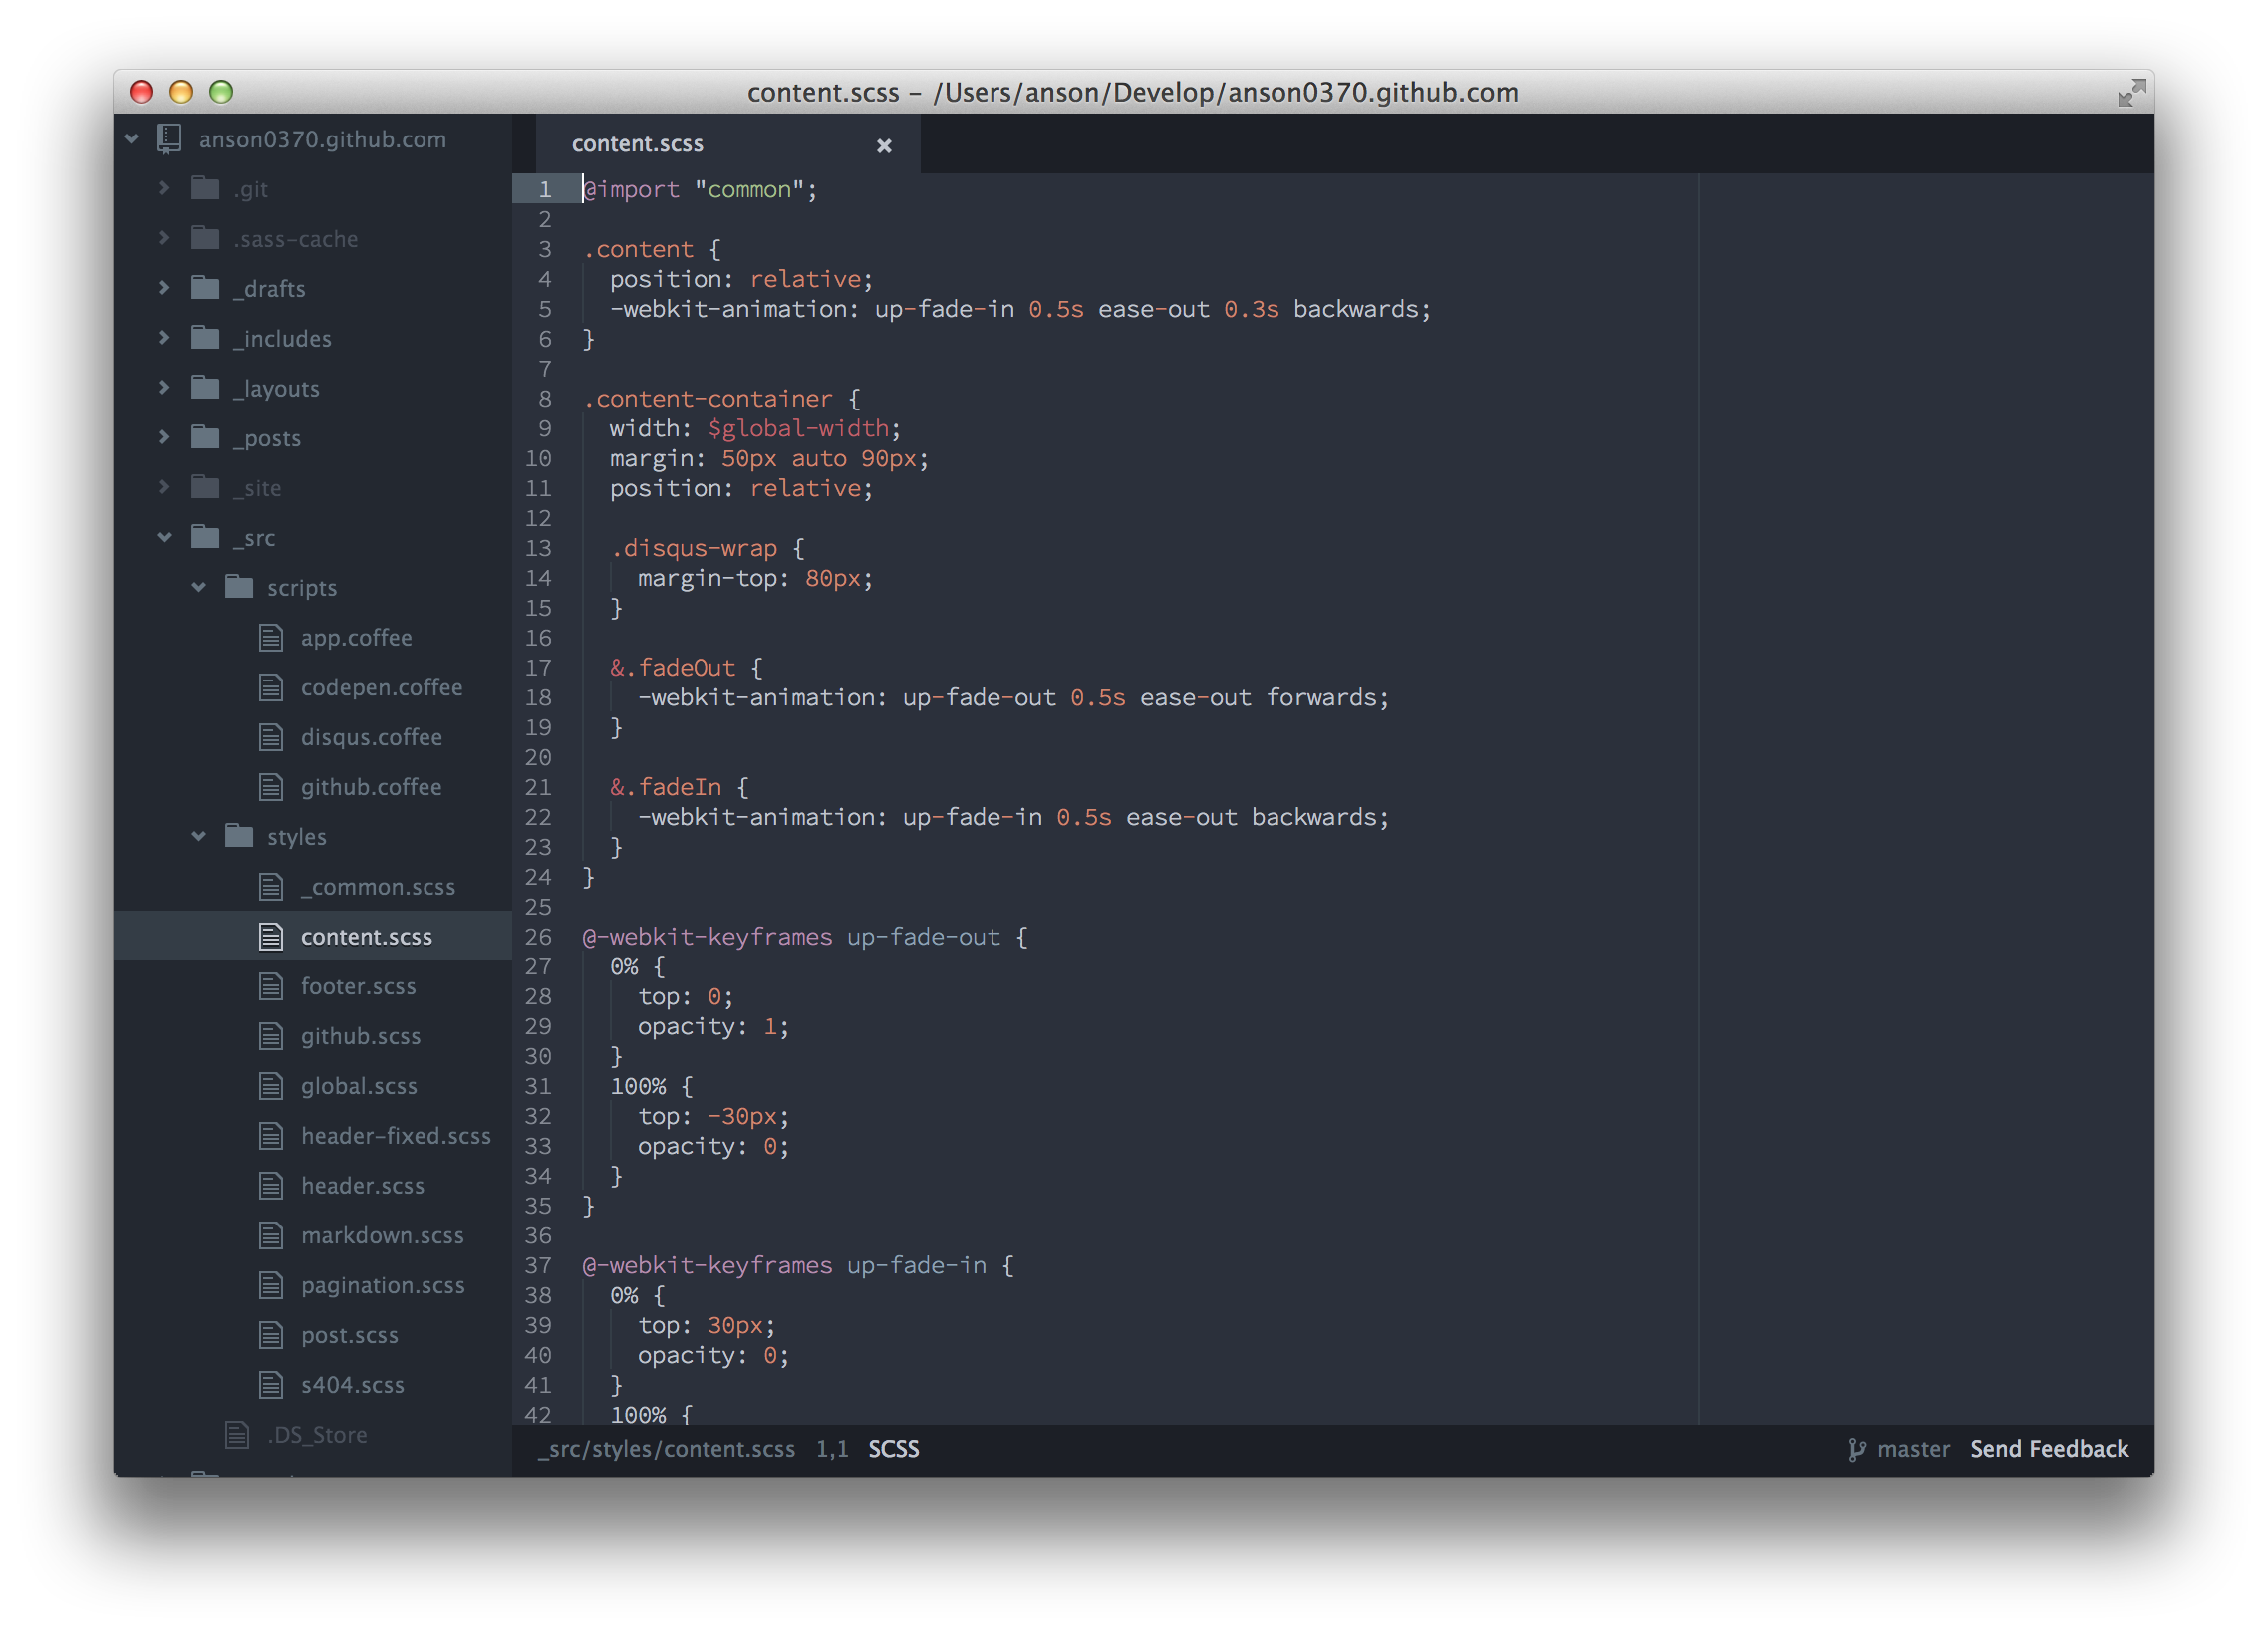 content.scss – /Users/anson/Develop/anson0370.github.com
anson0370.github.com
.git
.sass-cache
_drafts
_includes
_layouts
_posts
_site
_src
scripts
app.coffee
codepen.coffee
disqus.coffee
github.coffee
styles
_common.scss
content.scss
footer.scss
github.scss
global.scss
header-fixed.scss
header.scss
markdown.scss
pagination.scss
post.scss
s404.scss
.DS_Store
content.scss
1 @import "common";
2
3 .content {
4 position: relative;
5 -webkit-animation: up-fade-in 0.5s ease-out 0.3s backwards;
6 }
7
8 .content-container {
9 width: $global-width;
10 margin: 50px auto 90px;
11 position: relative;
12
13 .disqus-wrap {
14 margin-top: 80px;
15 }
16
17 &.fadeOut {
18 -webkit-animation: up-fade-out 0.5s ease-out forwards;
19 }
20
21 &.fadeIn {
22 -webkit-animation: up-fade-in 0.5s ease-out backwards;
23 }
24 }
25
26 @-webkit-keyframes up-fade-out {
27 0% {
28 top: 0;
29 opacity: 1;
30 }
31 100% {
32 top: -30px;
33 opacity: 0;
34 }
35 }
36
37 @-webkit-keyframes up-fade-in {
38 0% {
39 top: 30px;
40 opacity: 0;
41 }
42 100% {
_src/styles/content.scss 1,1 SCSS
master Send Feedback